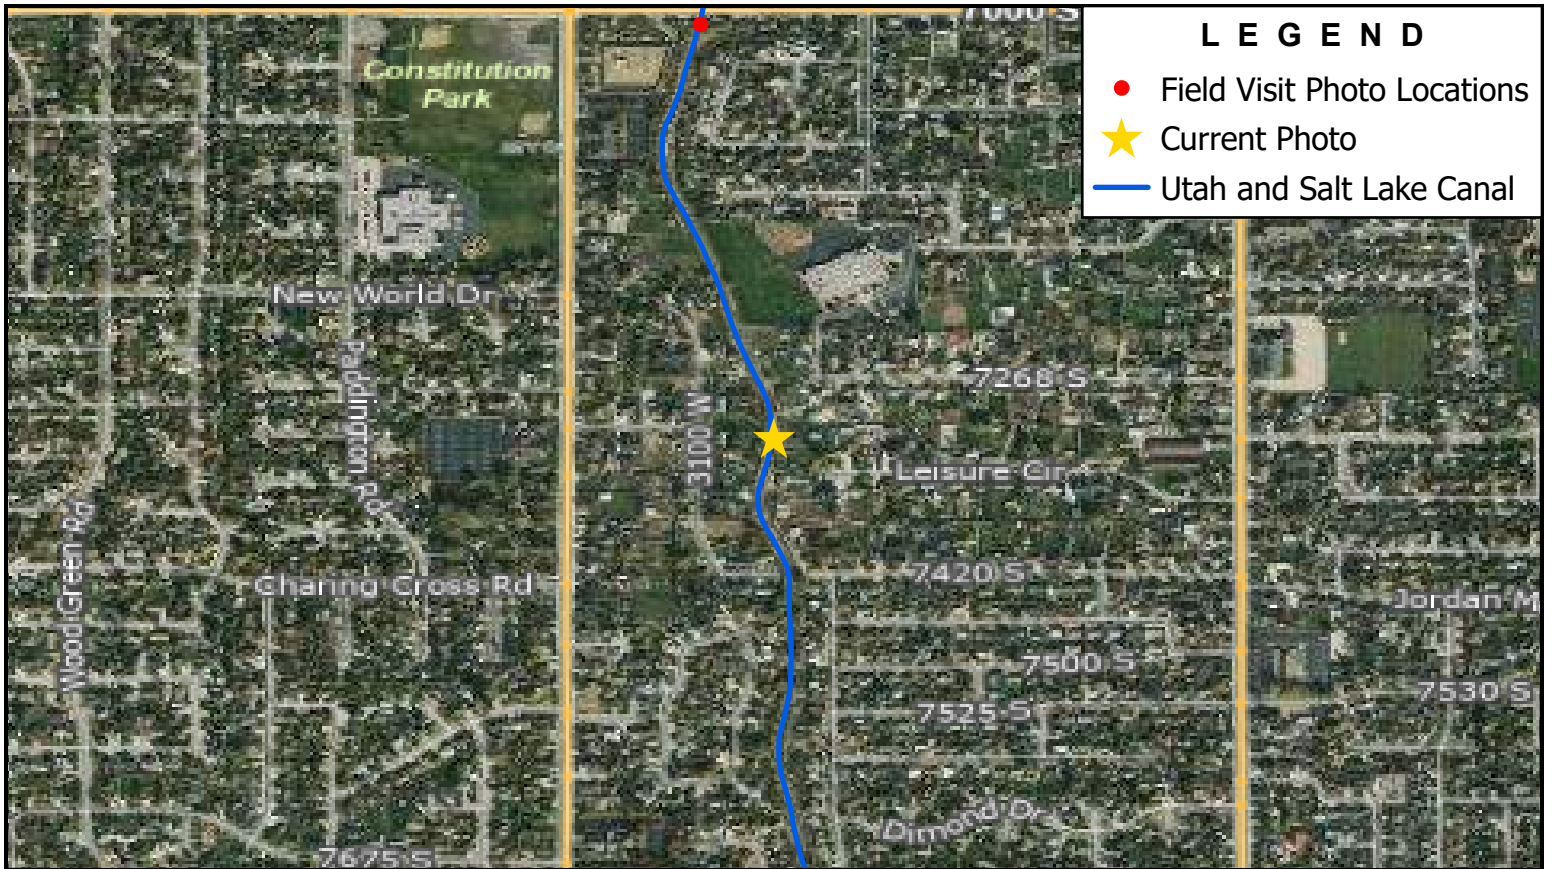 7000 S
L E G E N D
Field Visit Photo Locations
Current Photo
Utah and Salt Lake Canal
Constitution
Park
New World Dr
Paddington Rd
3100 W
7268 S
Leisure Cir
Wood Green Rd
Charing Cross Rd
7420 S
Jordan M
7500 S
7530 S
7525 S
Dimond Dr
7675 S